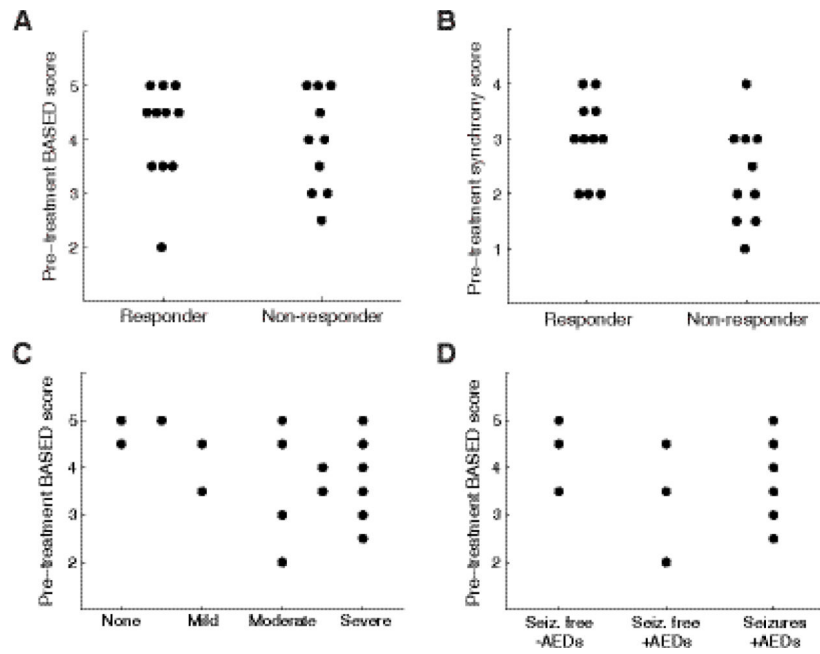 A
Pre-treatment BASED score
5
4
3
2
Responder
Non-responder
B
Pre-treatment synchrony score
4
3
2
1
Responder
Non-responder
C
Pre-treatment BASED score
5
4
3
2
None
Mild
Moderate
Severe
D
Pre-treatment BASED score
5
4
3
2
Seiz. free
-AEDs
Seiz. free
+AEDs
Seizures
+AEDs